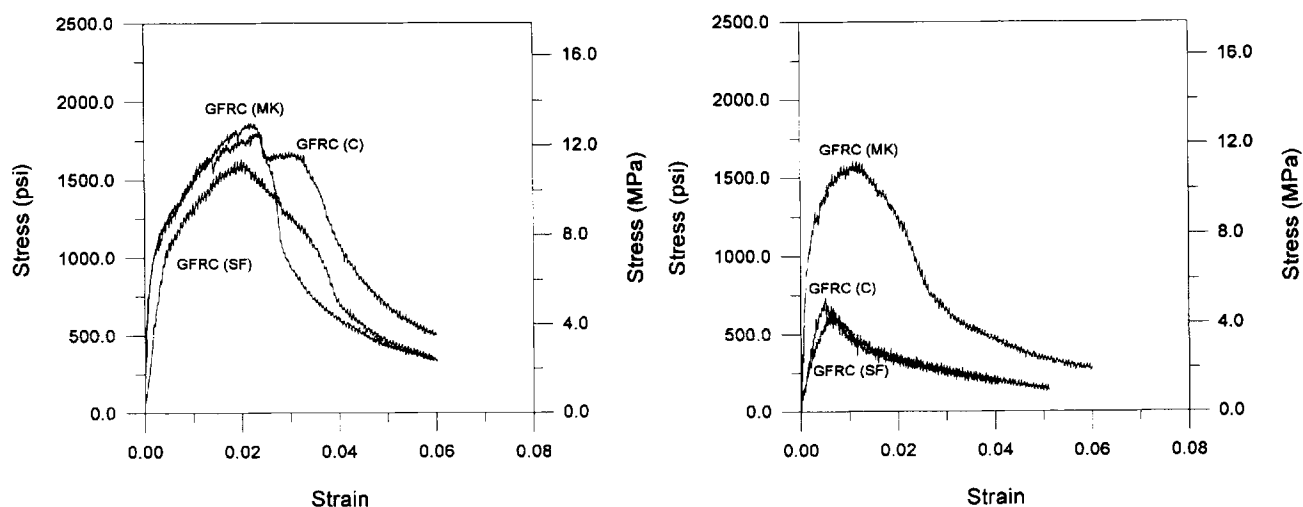 2500.0
2000.0
1500.0
1000.0
500.0
0.0
Stress (psi)
GFRC (MK)
GFRC (C)
GFRC (SF)
16.0
12.0
8.0
4.0
0.0
Stress (MPa)
0.00 0.02 0.04 0.06 0.08
Strain
2500.0
2000.0
1500.0
1000.0
500.0
0.0
Stress (psi)
GFRC (MK)
GFRC (C)
GFRC (SF)
16.0
12.0
8.0
4.0
0.0
Stress (MPa)
0.00 0.02 0.04 0.06 0.08
Strain